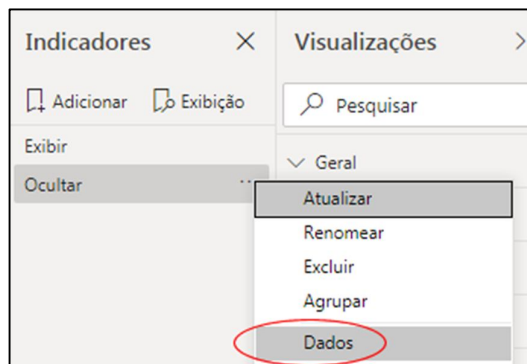 Indicadores
Visualizações
Adicionar Exibição
Pesquisar
Exibir
Geral
Ocultar ...
Atualizar
Renomear
Excluir
Agrupar
Dados